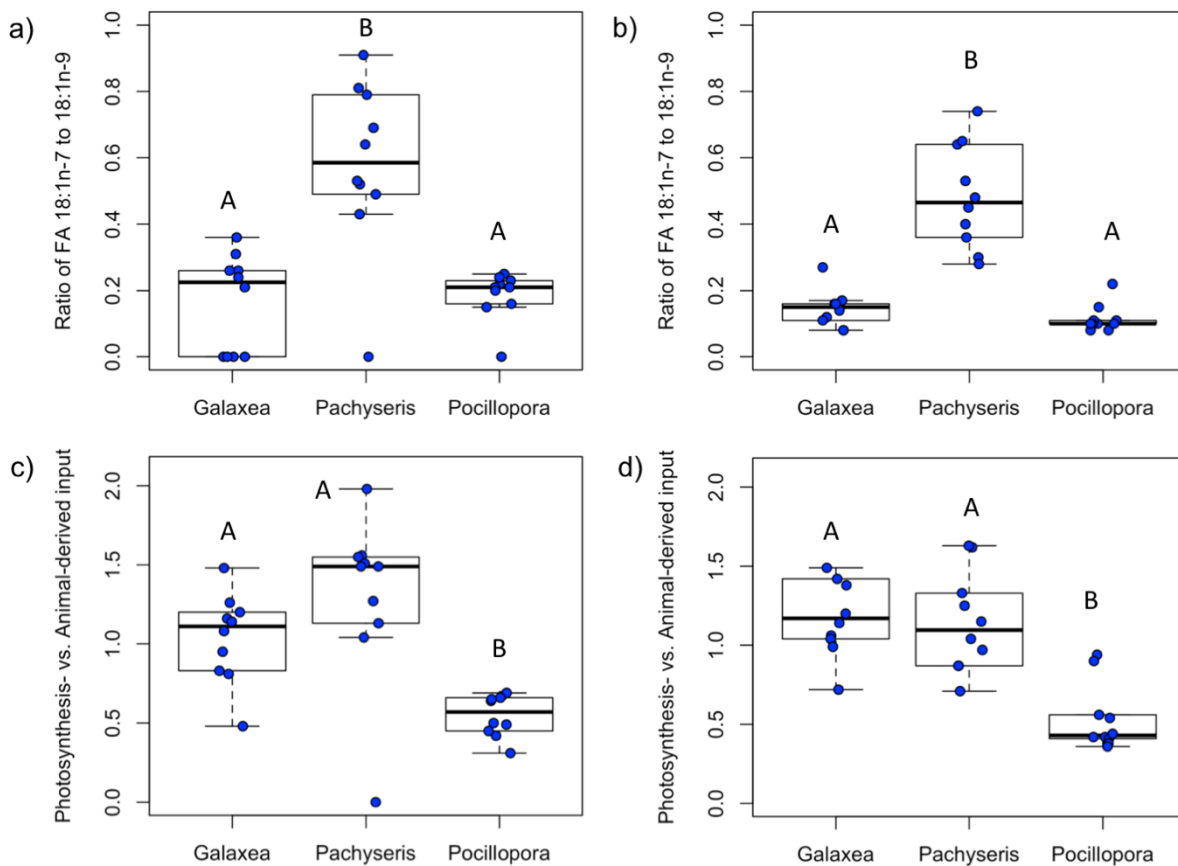 a)
Ratio of FA 18:1n-7 to 18:1n-9
0.0 0.2 0.4 0.6 0.8 1.0
A B A
Galaxea Pachyseris Pocillopora
b)
Ratio of FA 18:1n-7 to 18:1n-9
0.0 0.2 0.4 0.6 0.8 1.0
A B A
Galaxea Pachyseris Pocillopora
c)
Photosynthesis- vs. Animal-derived input
0.0 0.5 1.0 1.5 2.0
A A B
Galaxea Pachyseris Pocillopora
d)
Photosynthesis- vs. Animal-derived input
0.0 0.5 1.0 1.5 2.0
A A B
Galaxea Pachyseris Pocillopora